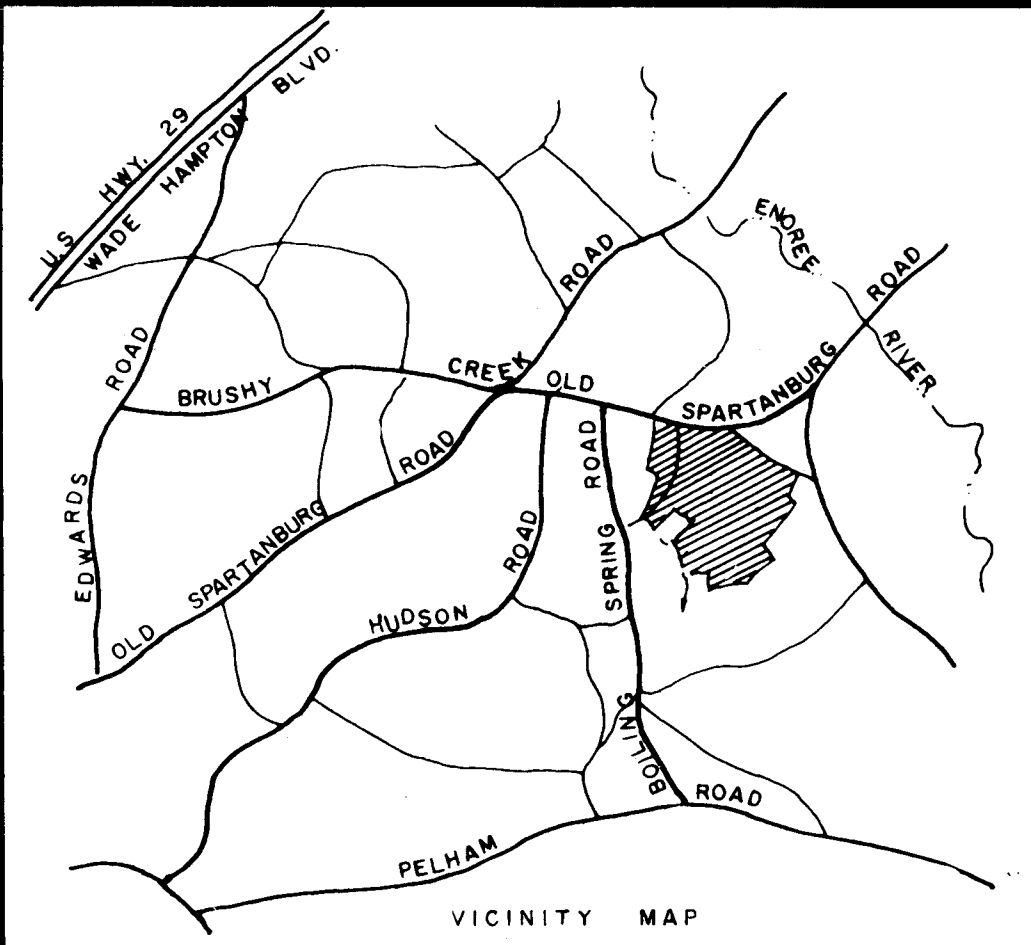 U.S HWY. 29
WADE HAMPTON BLVD.
ENOREE RIVER
EDWARDS ROAD
BRUSHY CREEK ROAD
OLD SPARTANBURG ROAD
OLD SPARTANBURG ROAD
HUDSON ROAD
BOILING SPRING ROAD
PELHAM ROAD
VICINITY MAP